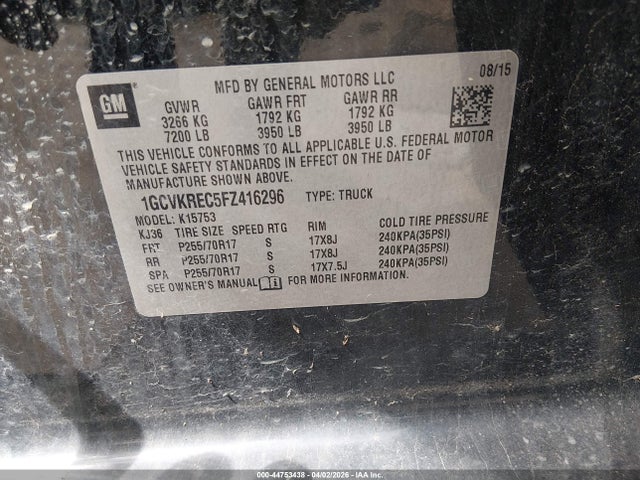 GM
MFD BY GENERAL MOTORS LLC 08/15
GVWR GAWR FRT GAWR RR
3266 KG 1792 KG 1792 KG
7200 LB 3950 LB 3950 LB
THIS VEHICLE CONFORMS TO ALL APPLICABLE U.S. FEDERAL MOTOR
VEHICLE SAFETY STANDARDS IN EFFECT ON THE DATE OF
MANUFACTURE SHOWN ABOVE.
1GCVKREC5FZ416296 TYPE: TRUCK
MODEL: K15753
KJ36 TIRE SIZE SPEED RTG RIM COLD TIRE PRESSURE
FRT P255/70R17 S 17X8J 240KPA(35PSI)
RR P255/70R17 S 17X8J 240KPA(35PSI)
SPA P255/70R17 S 17X7.5J 240KPA(35PSI)
SEE OWNER'S MANUAL FOR MORE INFORMATION.
000-44753438 - 04/02/2026 - IAA Inc.